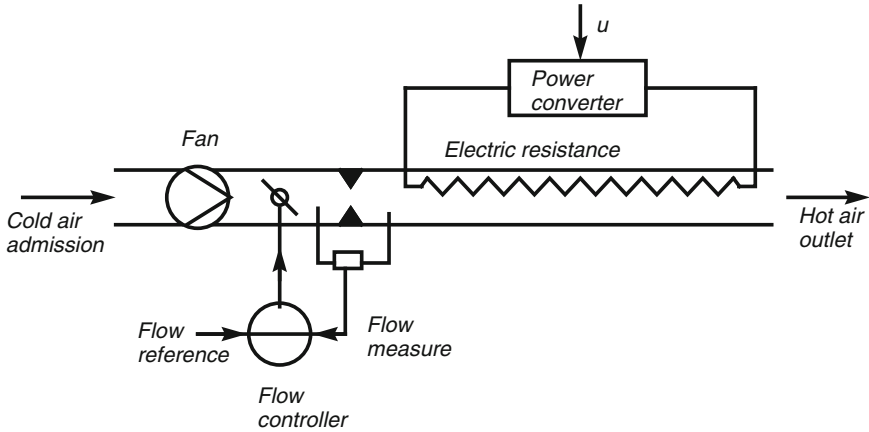 u
Power
converter
Fan
Electric resistance
Cold air
admission
Hot air
outlet
Flow
reference
Flow
measure
Flow
controller